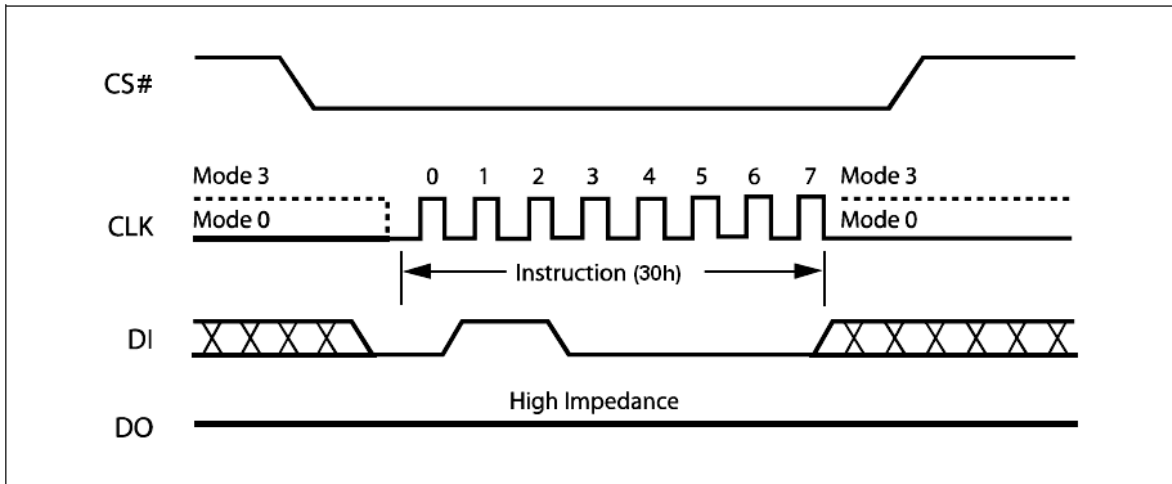 CS#
Mode 3 0 1 2 3 4 5 6 7 Mode 3
CLK Mode 0 Mode 0
Instruction (30h)
DI
High Impedance
DO